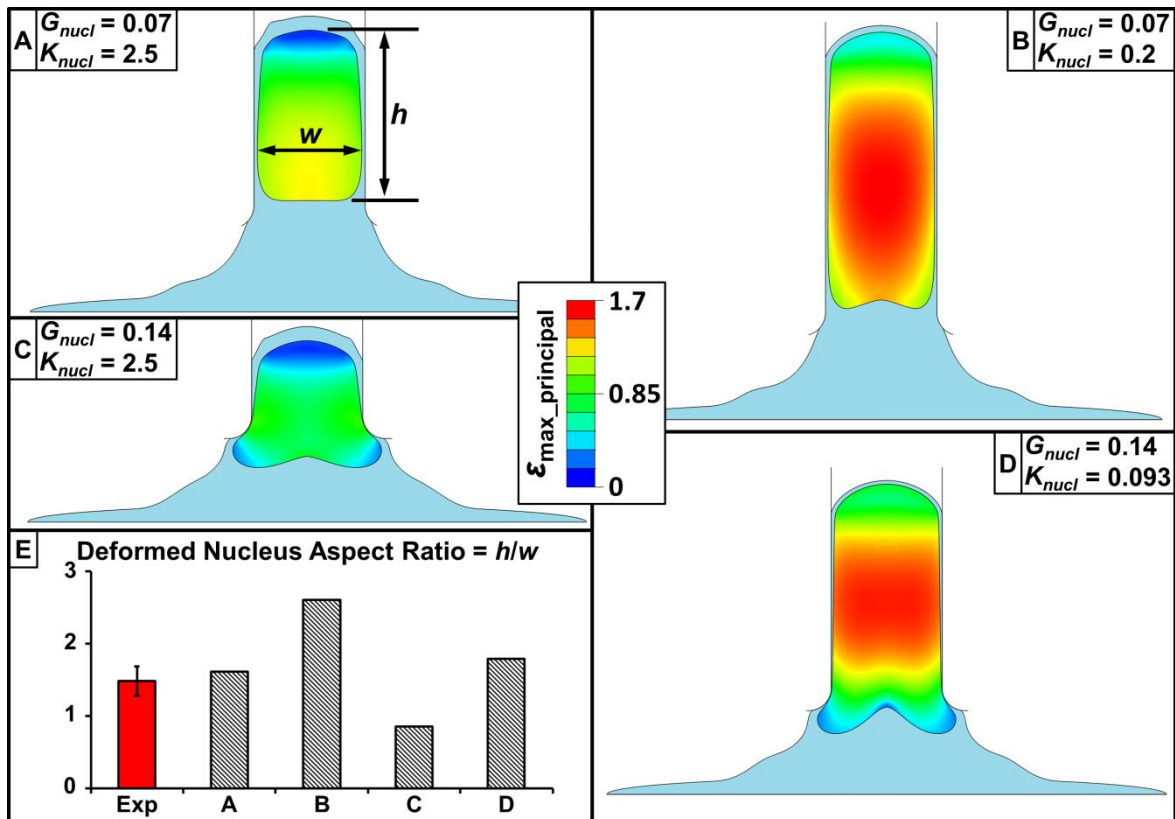 A
G_nucl = 0.07
K_nucl = 2.5
h
w
B
G_nucl = 0.07
K_nucl = 0.2
C
G_nucl = 0.14
K_nucl = 2.5
ε_max_principal
1.7
0.85
0
D
G_nucl = 0.14
K_nucl = 0.093
E
Deformed Nucleus Aspect Ratio = h/w
3
2
1
0
Exp A B C D